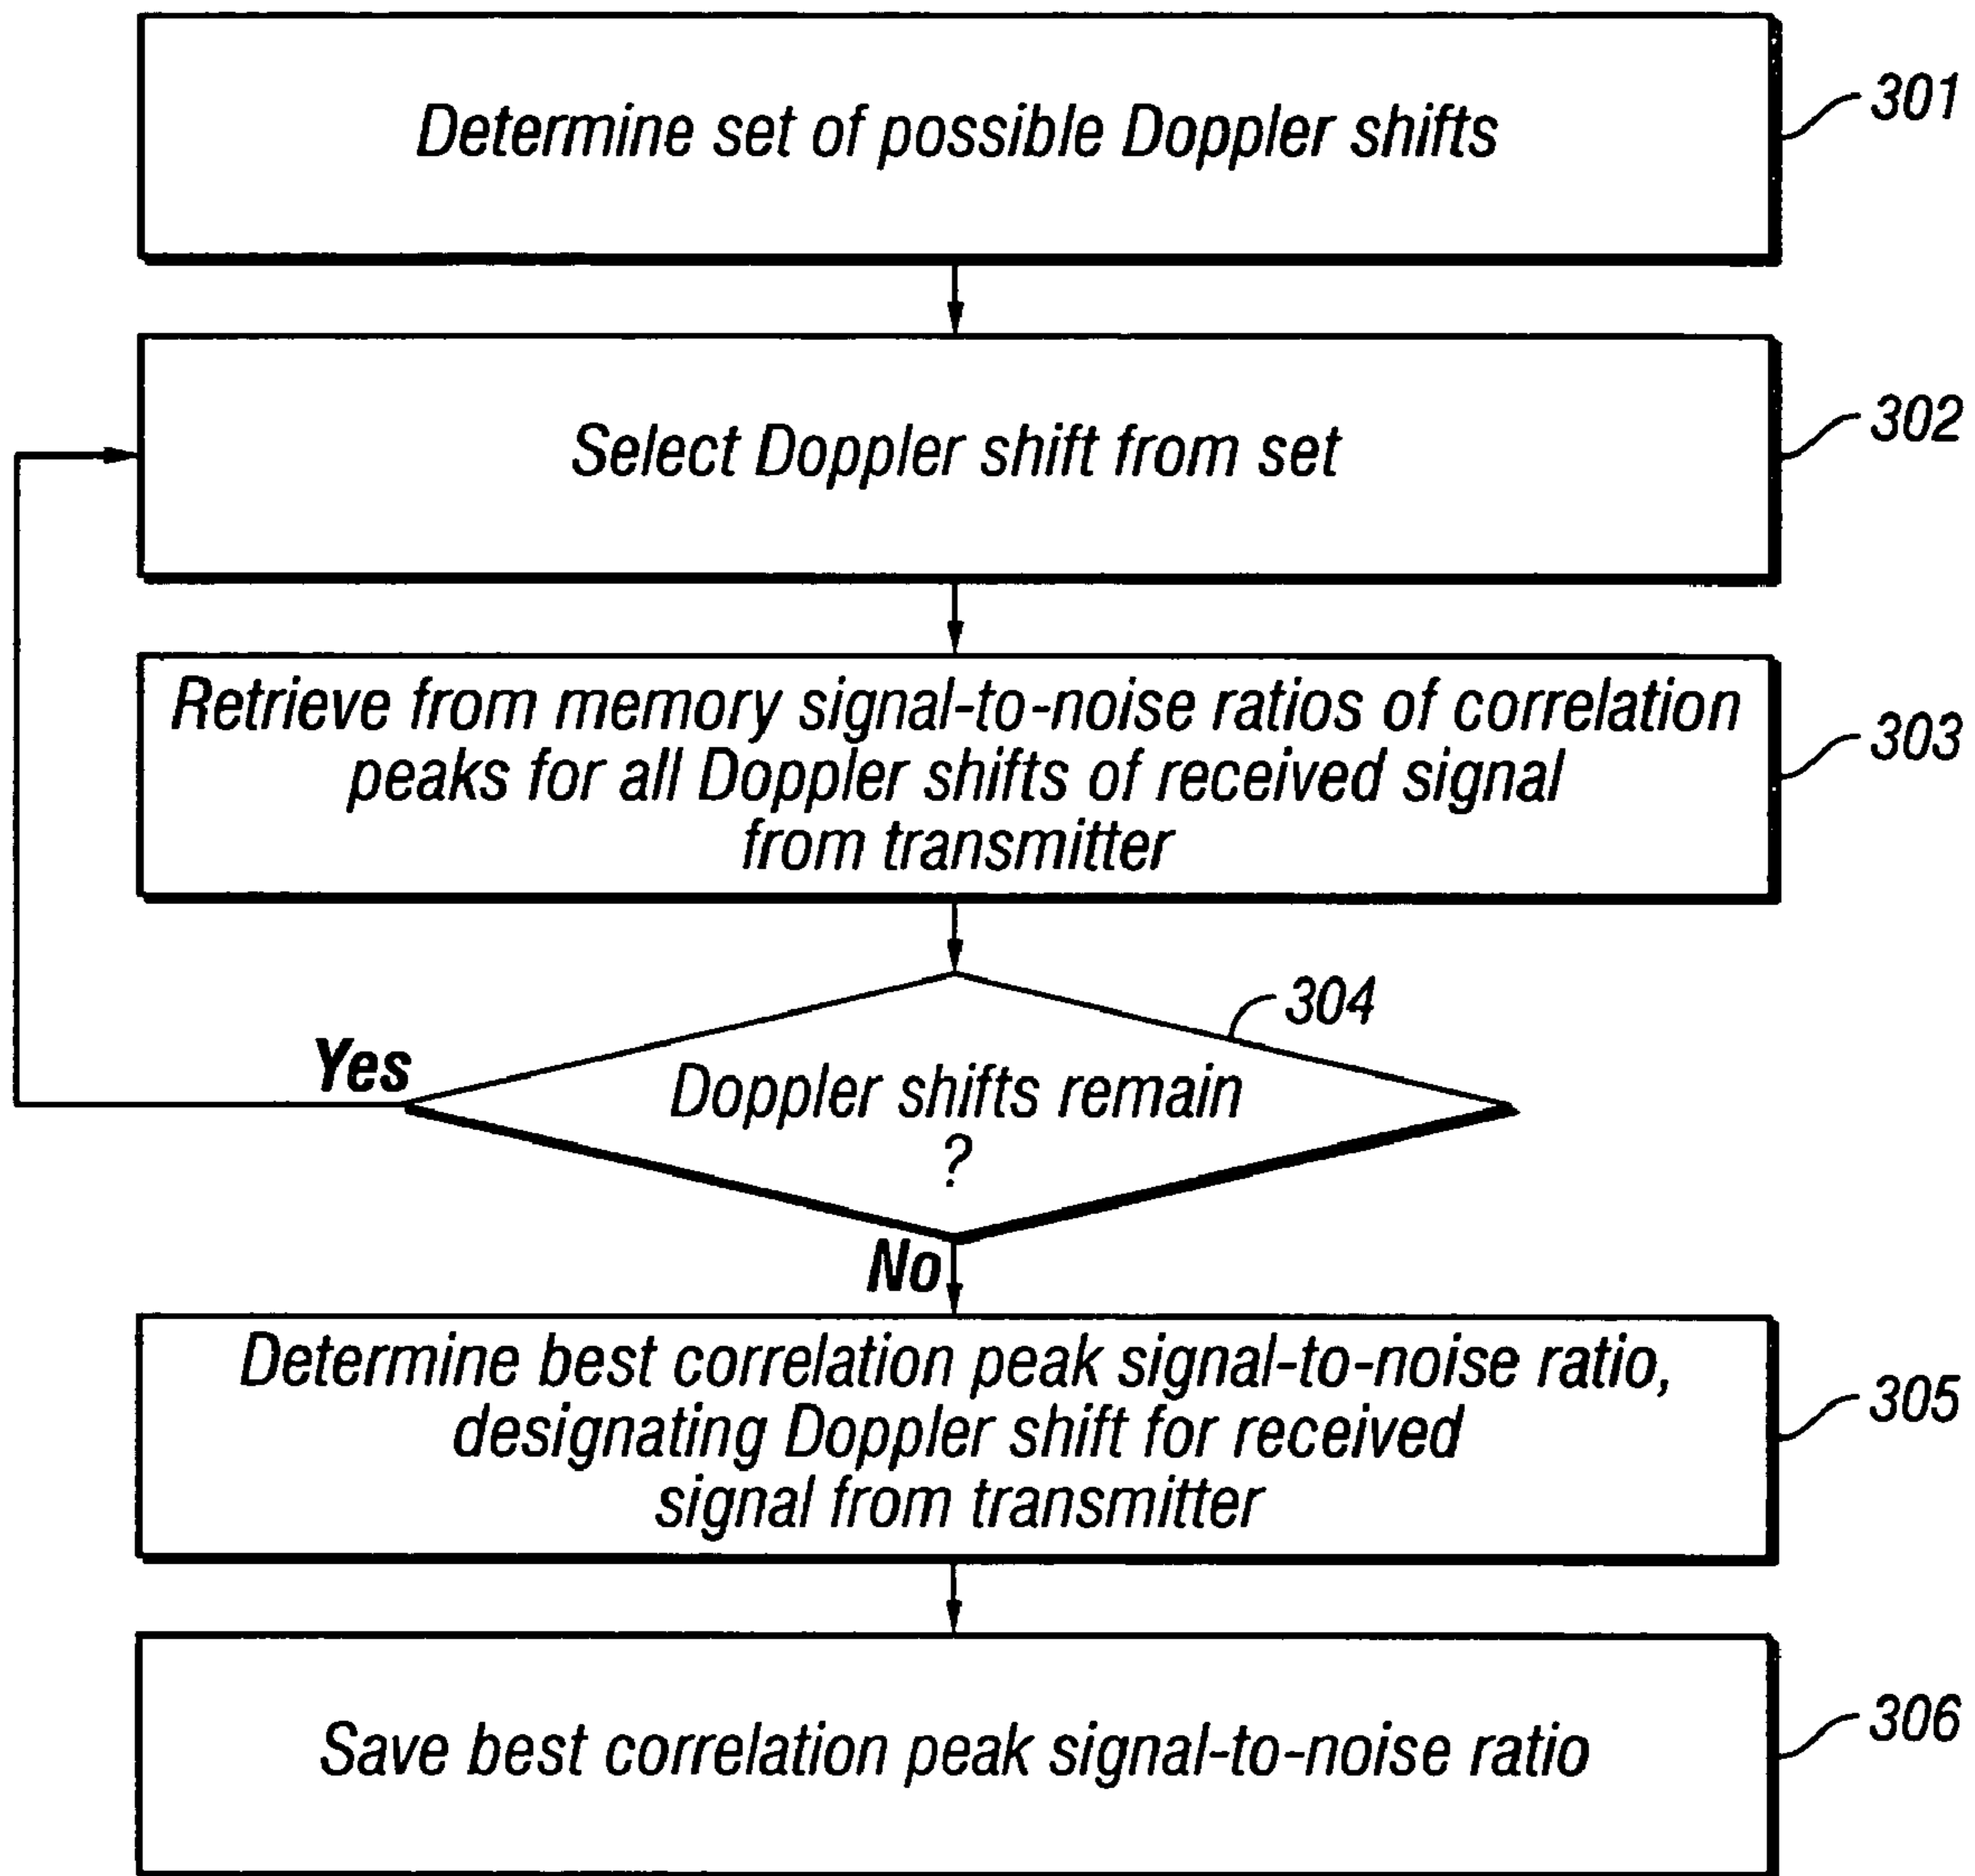 Determine set of possible Doppler shifts
301
Select Doppler shift from set
302
Retrieve from memory signal-to-noise ratios of correlation
peaks for all Doppler shifts of received signal
from transmitter
303
304
Yes
Doppler shifts remain
?
No
Determine best correlation peak signal-to-noise ratio,
designating Doppler shift for received
signal from transmitter
305
Save best correlation peak signal-to-noise ratio
306